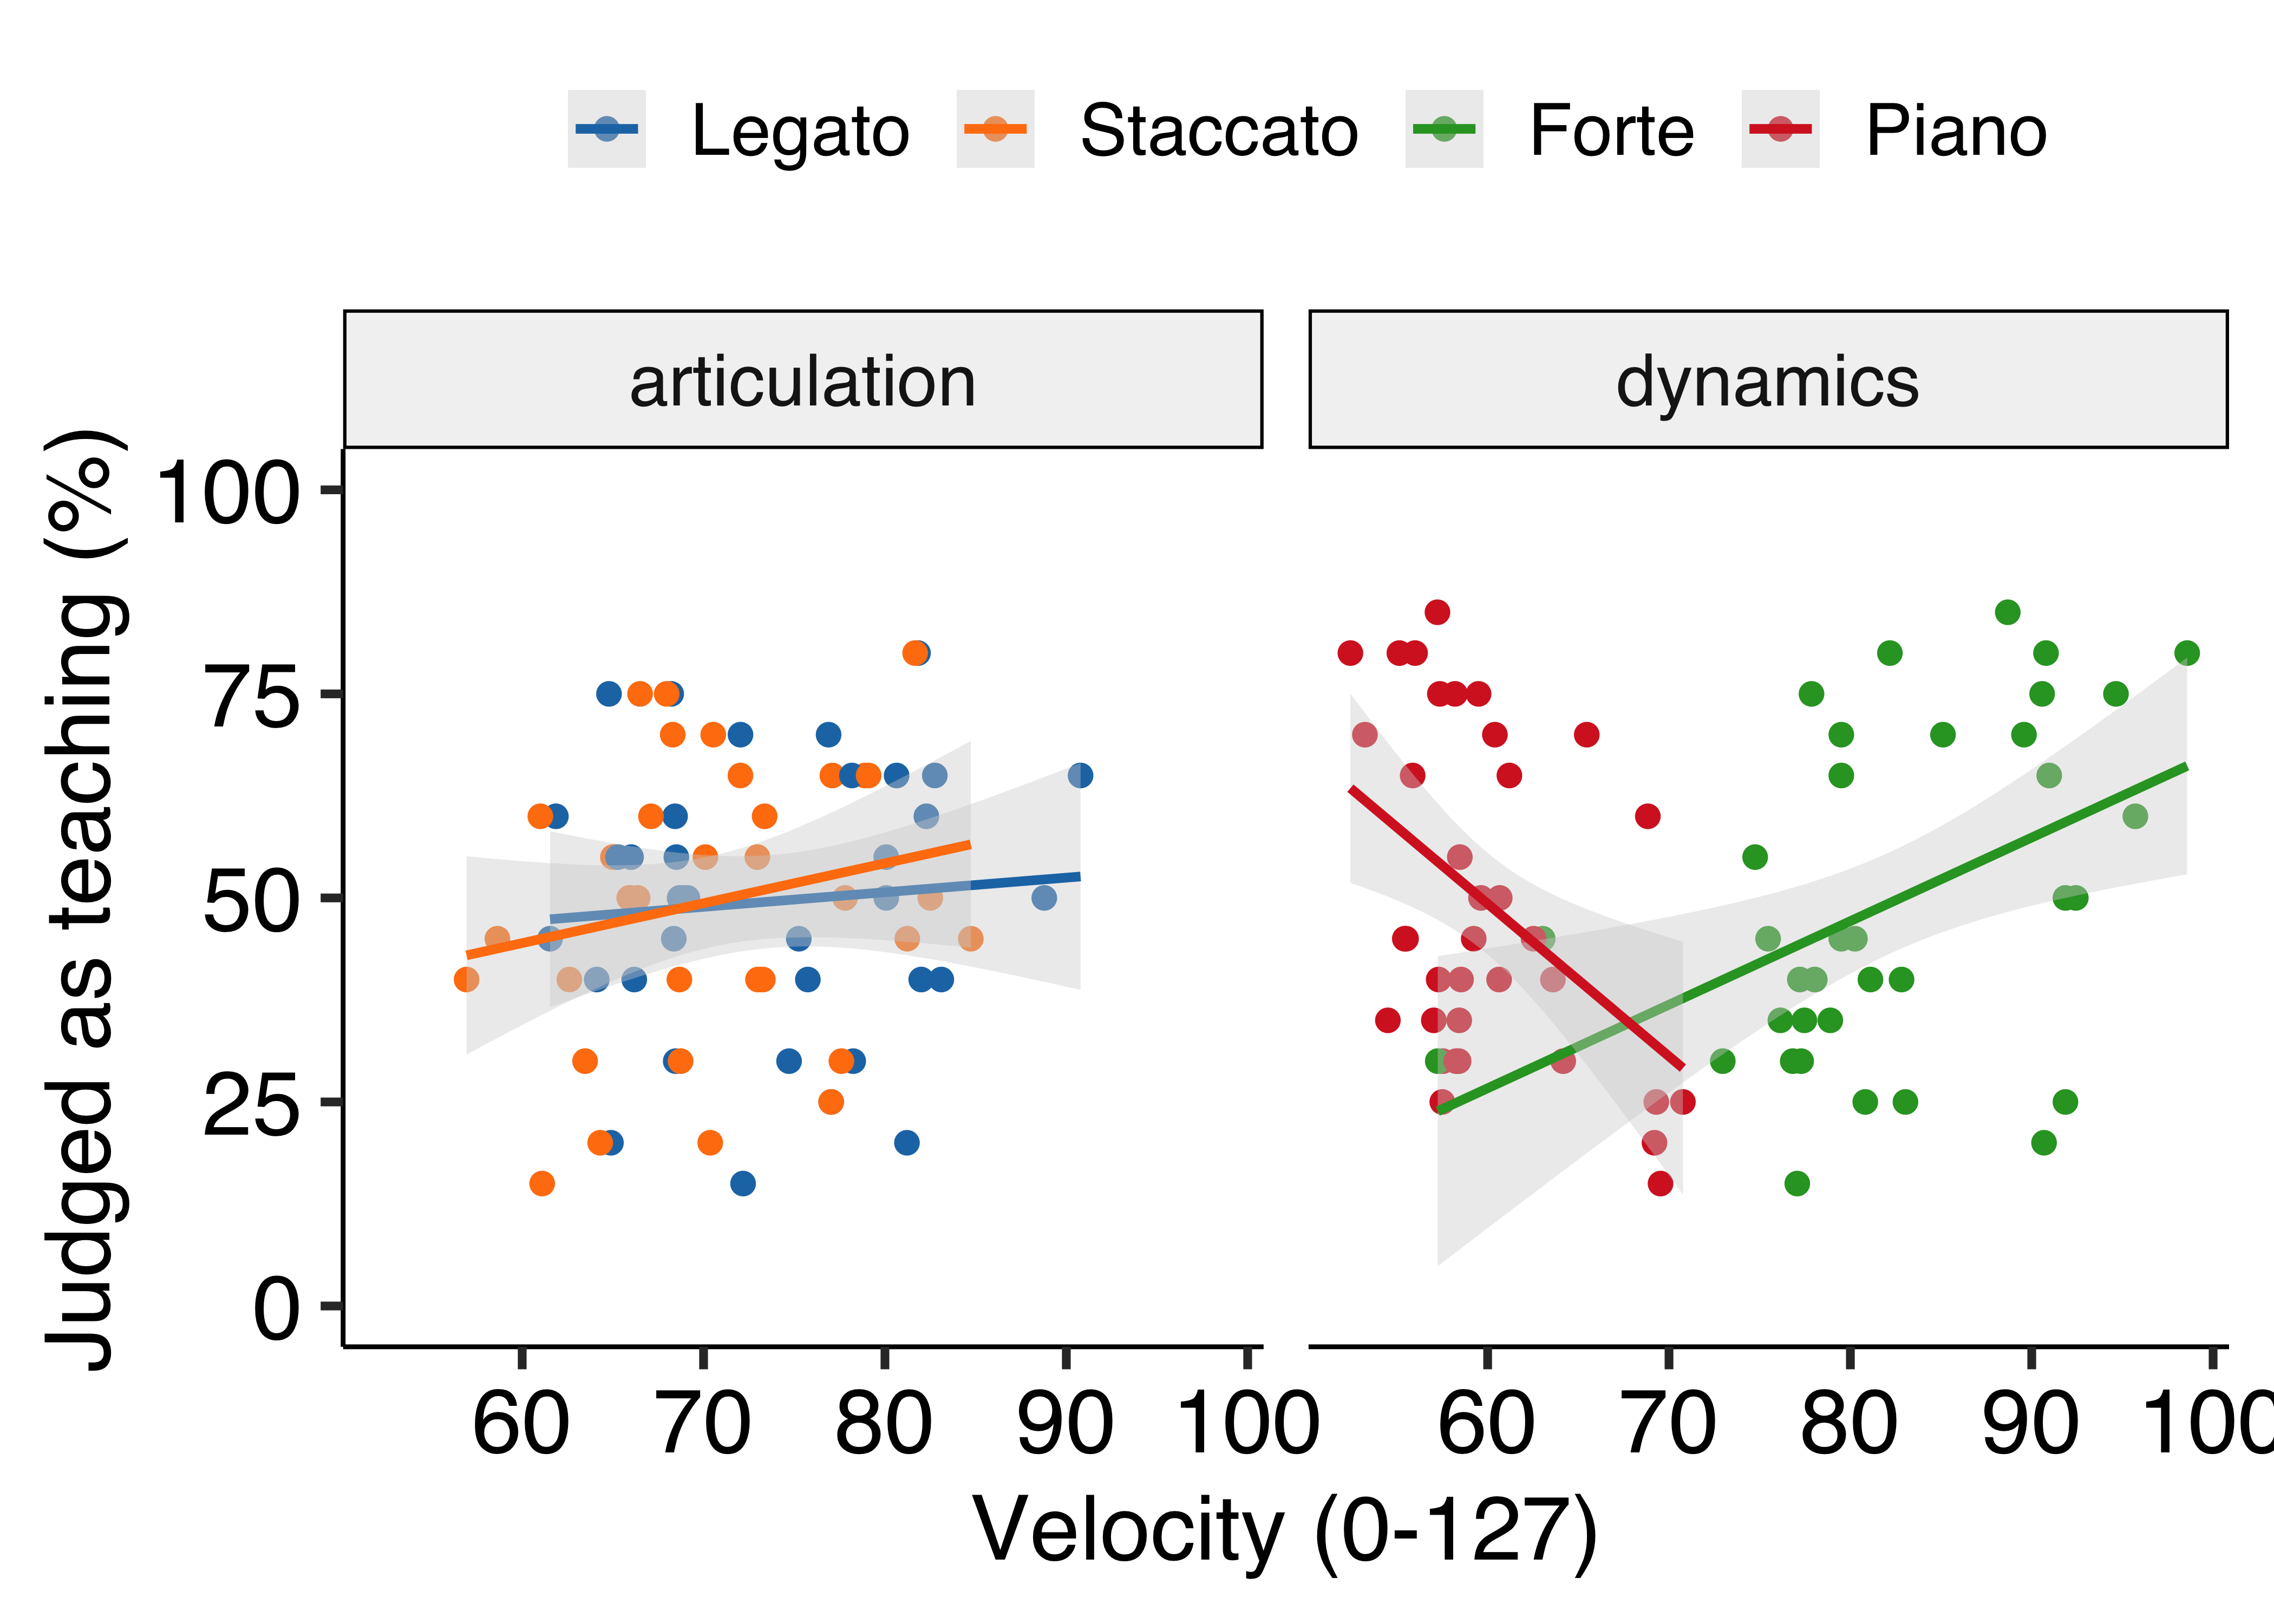 Legato Staccato Forte Piano
articulation dynamics
Judged as teaching (%)
100
75
50
25
0
60 70 80 90 100 60 70 80 90 100
Velocity (0-127)